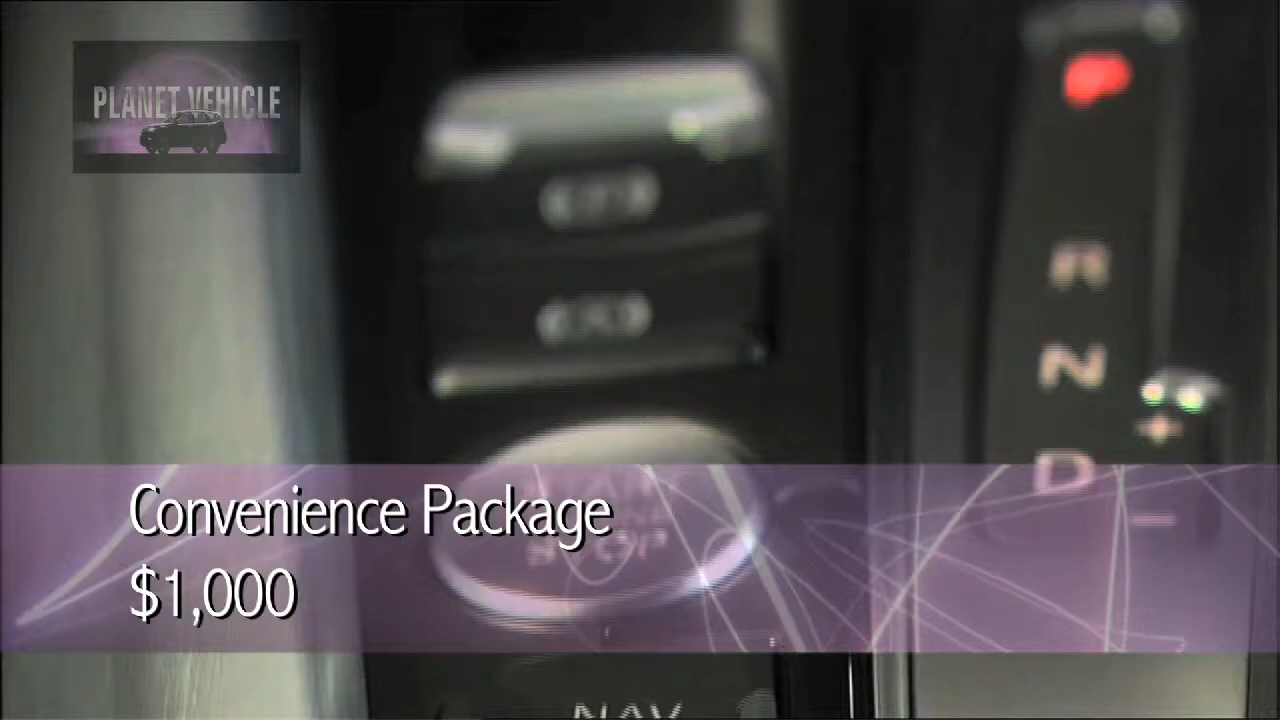 PLANET VEHICLE
R
N
D
+
-
Convenience Package
$1,000
NAV